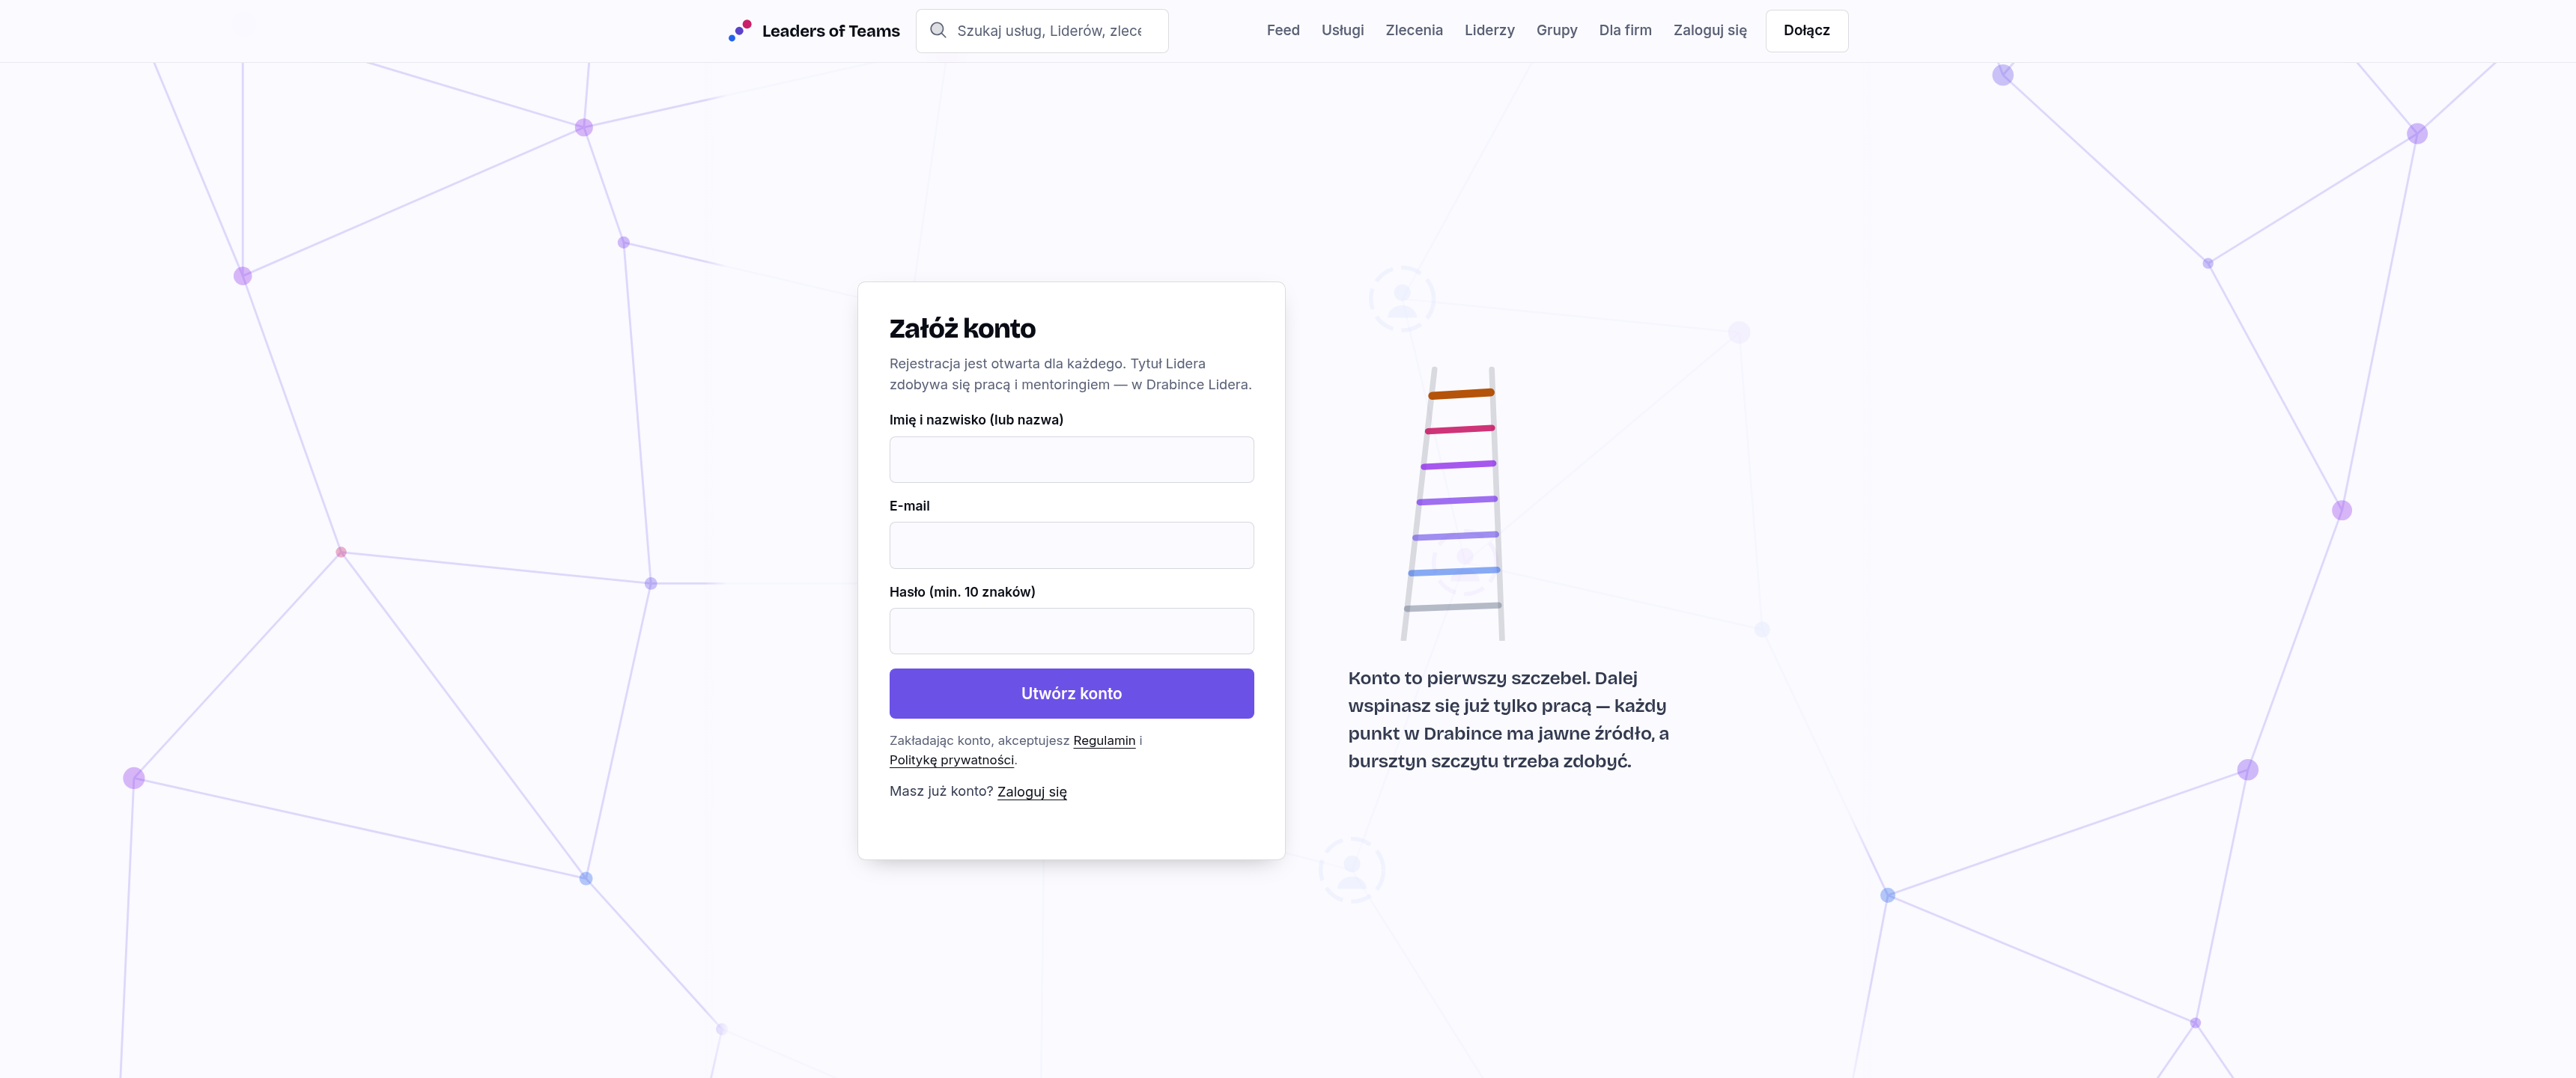 Leaders of Teams
Szukaj usług, Liderów, zlece
Feed Usługi Zlecenia Liderzy Grupy Dla firm Zaloguj się Dołącz
Załóż konto
Rejestracja jest otwarta dla każdego. Tytuł Lidera
zdobywa się pracą i mentoringiem — w Drabince Lidera.
Imię i nazwisko (lub nazwa)
E-mail
Hasło (min. 10 znaków)
Utwórz konto
Zakładając konto, akceptujesz Regulamin i
Politykę prywatności.
Masz już konto? Zaloguj się
Konto to pierwszy szczebel. Dalej
wspinasz się już tylko pracą — każdy
punkt w Drabince ma jawne źródło, a
bursztyn szczytu trzeba zdobyć.